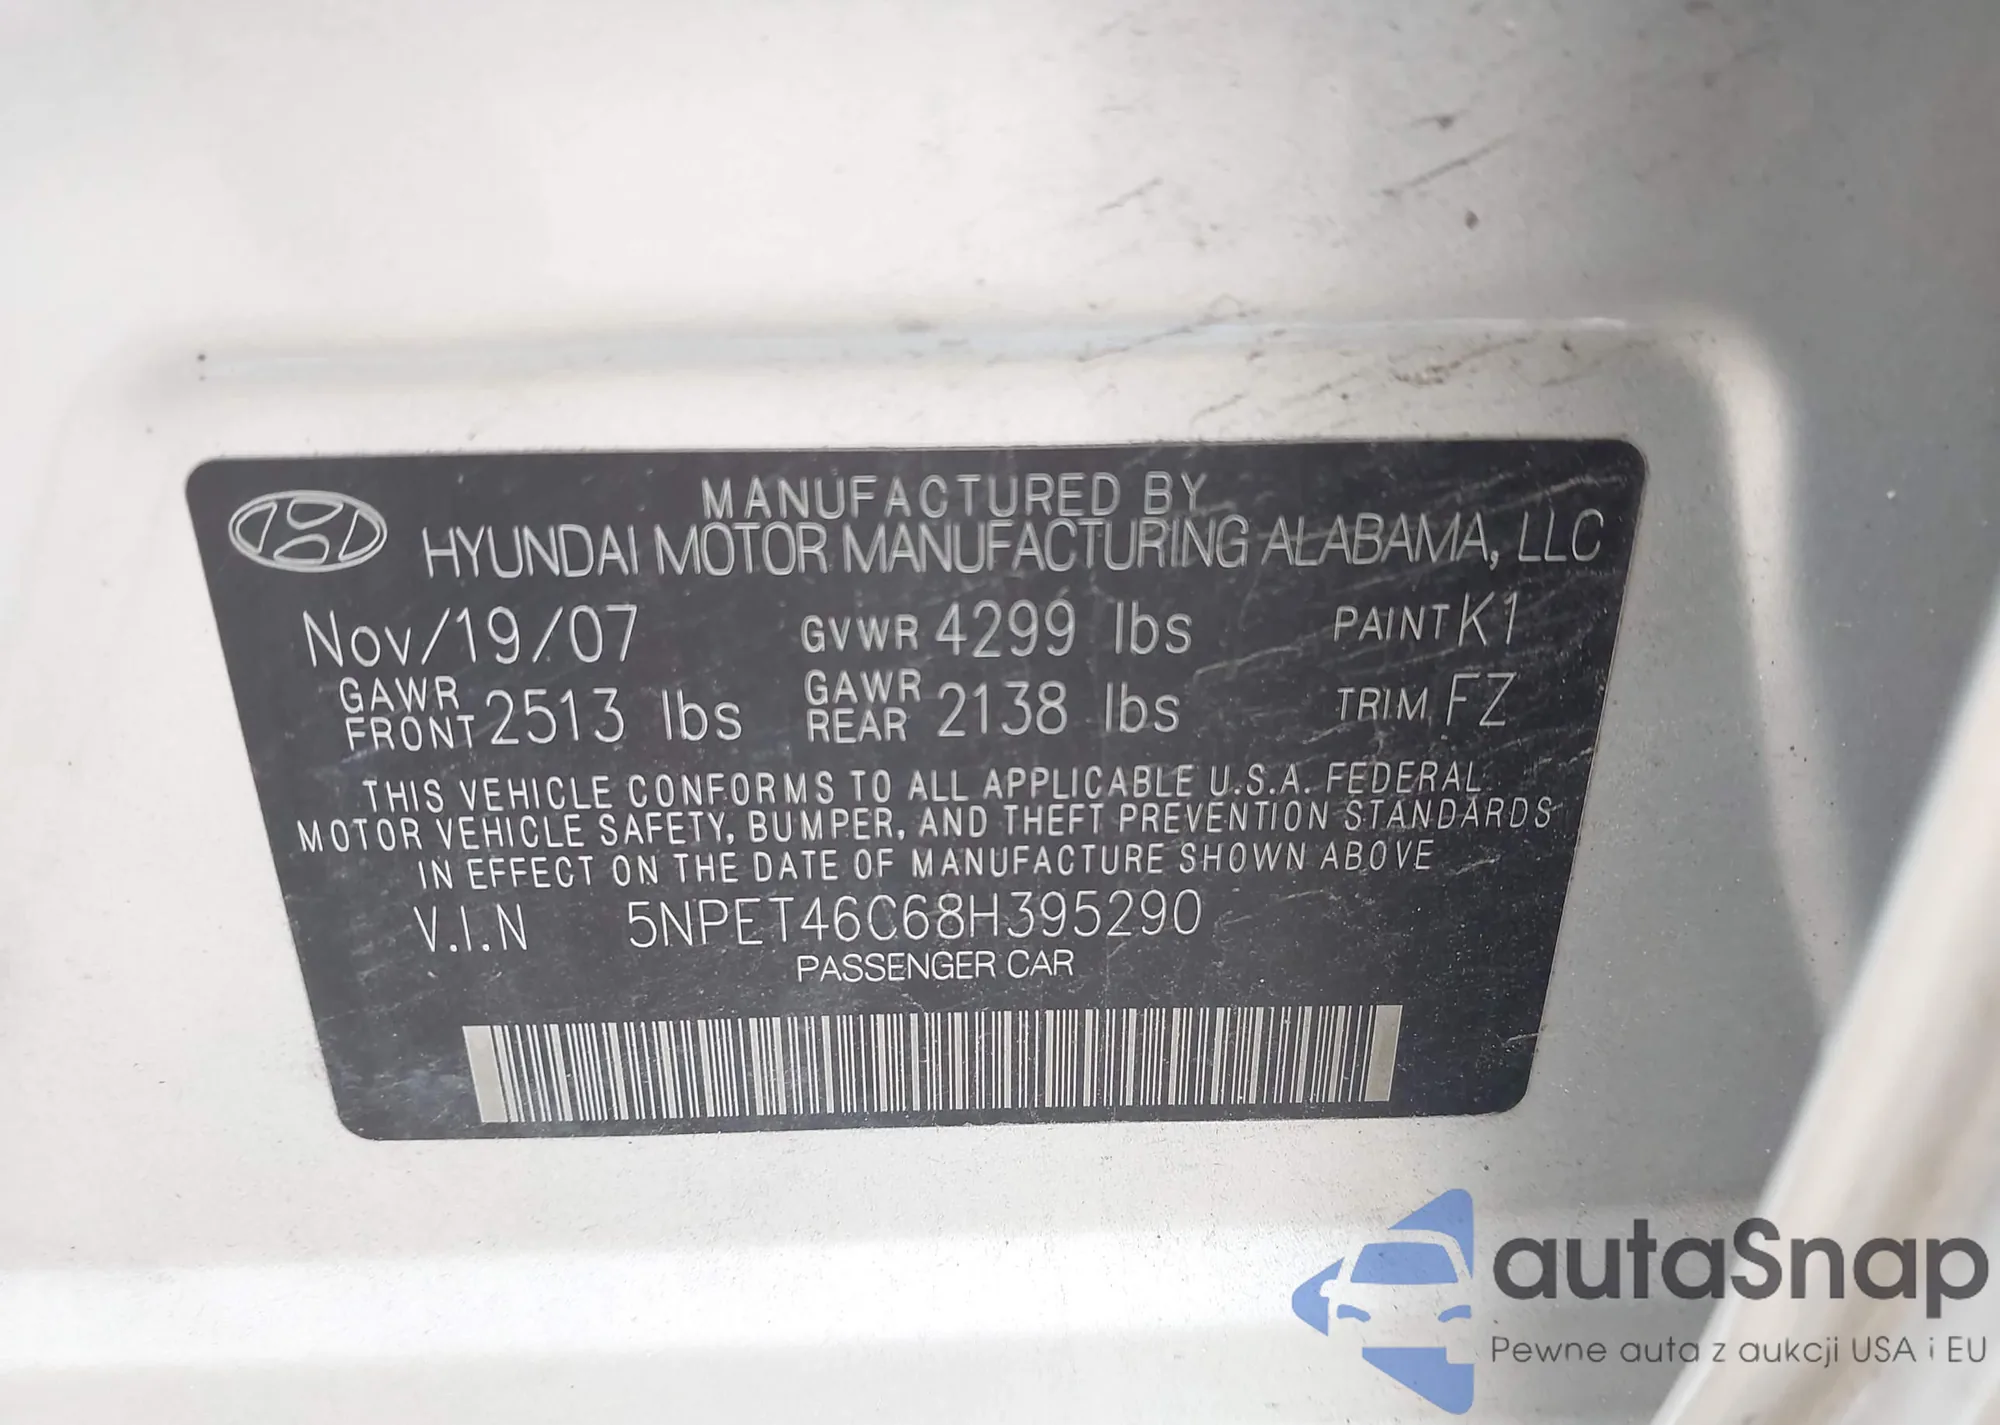 MANUFACTURED BY
HYUNDAI MOTOR MANUFACTURING ALABAMA, LLC
Nov/19/07 GVWR 4299 lbs PAINT K1
GAWR FRONT 2513 lbs GAWR REAR 2138 lbs TRIM FZ
THIS VEHICLE CONFORMS TO ALL APPLICABLE U.S.A. FEDERAL
MOTOR VEHICLE SAFETY, BUMPER, AND THEFT PREVENTION STANDARDS
IN EFFECT ON THE DATE OF MANUFACTURE SHOWN ABOVE
V.I.N 5NPET46C68H395290
PASSENGER CAR
autaSnap
Pewne auta z aukcji USA i EU